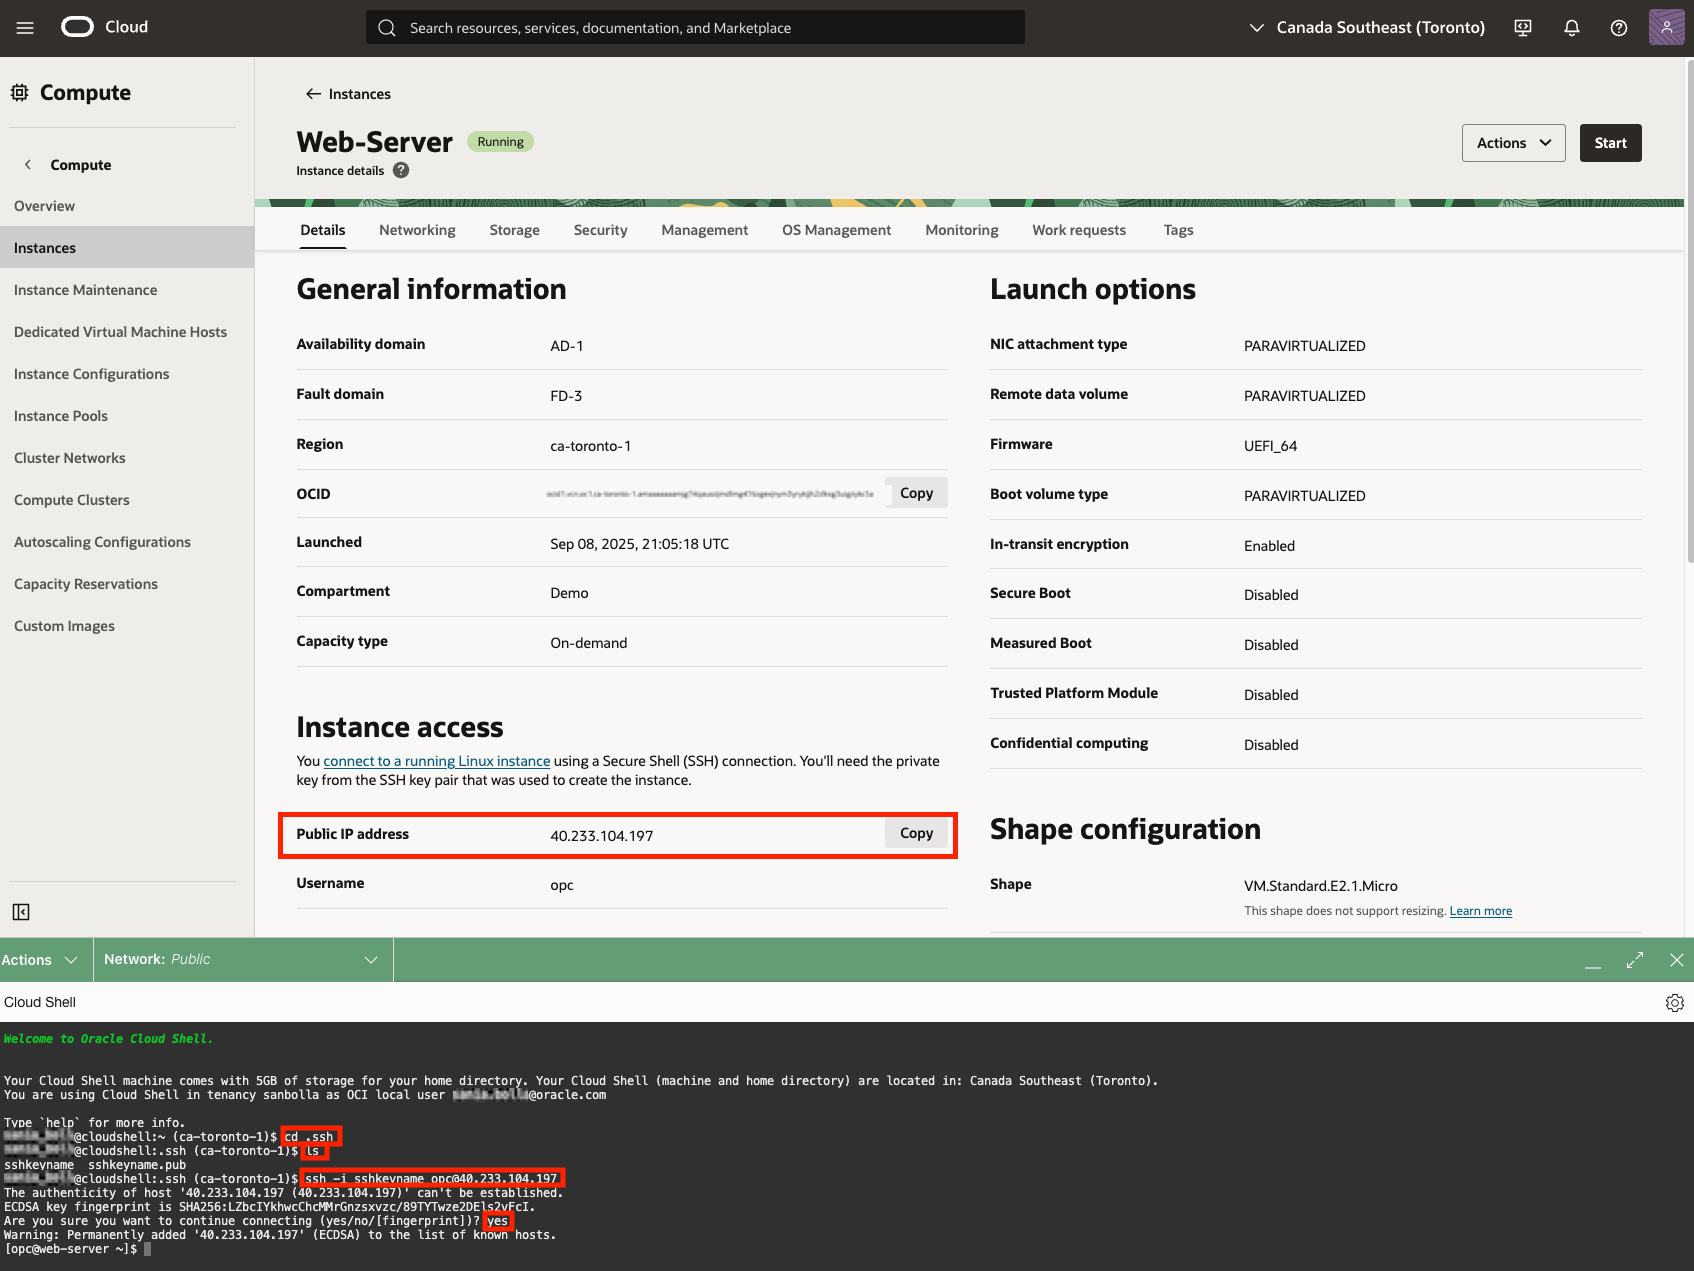 Cloud
Search resources, services, documentation, and Marketplace
Canada Southeast (Toronto)
Compute
Compute
Overview
Instances
Instance Maintenance
Dedicated Virtual Machine Hosts
Instance Configurations
Instance Pools
Cluster Networks
Compute Clusters
Autoscaling Configurations
Capacity Reservations
Custom Images
Instances
Web-Server Running
Instance details
Actions Start
Details Networking Storage Security Management OS Management Monitoring Work requests Tags
General information
Availability domain AD-1
Fault domain FD-3
Region ca-toronto-1
OCID Copy
Launched Sep 08, 2025, 21:05:18 UTC
Compartment Demo
Capacity type On-demand
Instance access
You connect to a running Linux instance using a Secure Shell (SSH) connection. You'll need the private
key from the SSH key pair that was used to create the instance.
Public IP address 40.233.104.197 Copy
Username opc
Launch options
NIC attachment type PARAVIRTUALIZED
Remote data volume PARAVIRTUALIZED
Firmware UEFI_64
Boot volume type PARAVIRTUALIZED
In-transit encryption Enabled
Secure Boot Disabled
Measured Boot Disabled
Trusted Platform Module Disabled
Confidential computing Disabled
Shape configuration
Shape VM.Standard.E2.1.Micro
This shape does not support resizing. Learn more
Actions Network: Public
Cloud Shell
Welcome to Oracle Cloud Shell.
Your Cloud Shell machine comes with 5GB of storage for your home directory. Your Cloud Shell (machine and home directory) are located in: Canada Southeast (Toronto).
You are using Cloud Shell in tenancy sanbolla as OCI local user @oracle.com
Type `help` for more info.
@cloudshell:~ (ca-toronto-1)$ cd .ssh
@cloudshell:.ssh (ca-toronto-1)$ ls
sshkeyname sshkeyname.pub
@cloudshell:.ssh (ca-toronto-1)$ ssh -i sshkeyname opc@40.233.104.197
The authenticity of host '40.233.104.197 (40.233.104.197)' can't be established.
ECDSA key fingerprint is SHA256:LZbcIYkhwcChcMMrGnzsxvzc/89TYTwze2DEls2vFcI.
Are you sure you want to continue connecting (yes/no/[fingerprint])? yes
Warning: Permanently added '40.233.104.197' (ECDSA) to the list of known hosts.
[opc@web-server ~]$